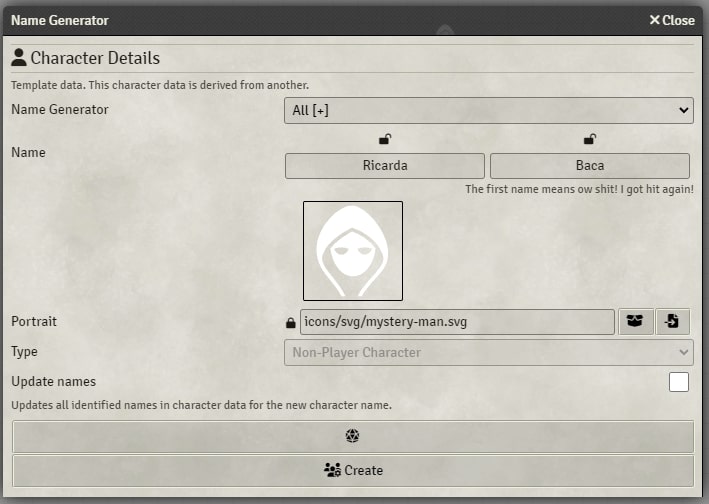 Name Generator
Close
Character Details
Template data. This character data is derived from another.
Name Generator
All [+]
Name
Ricarda
Baca
The first name means ow shit! I got hit again!
Portrait
icons/svg/mystery-man.svg
Type
Non-Player Character
Update names
Updates all identified names in character data for the new character name.
Create